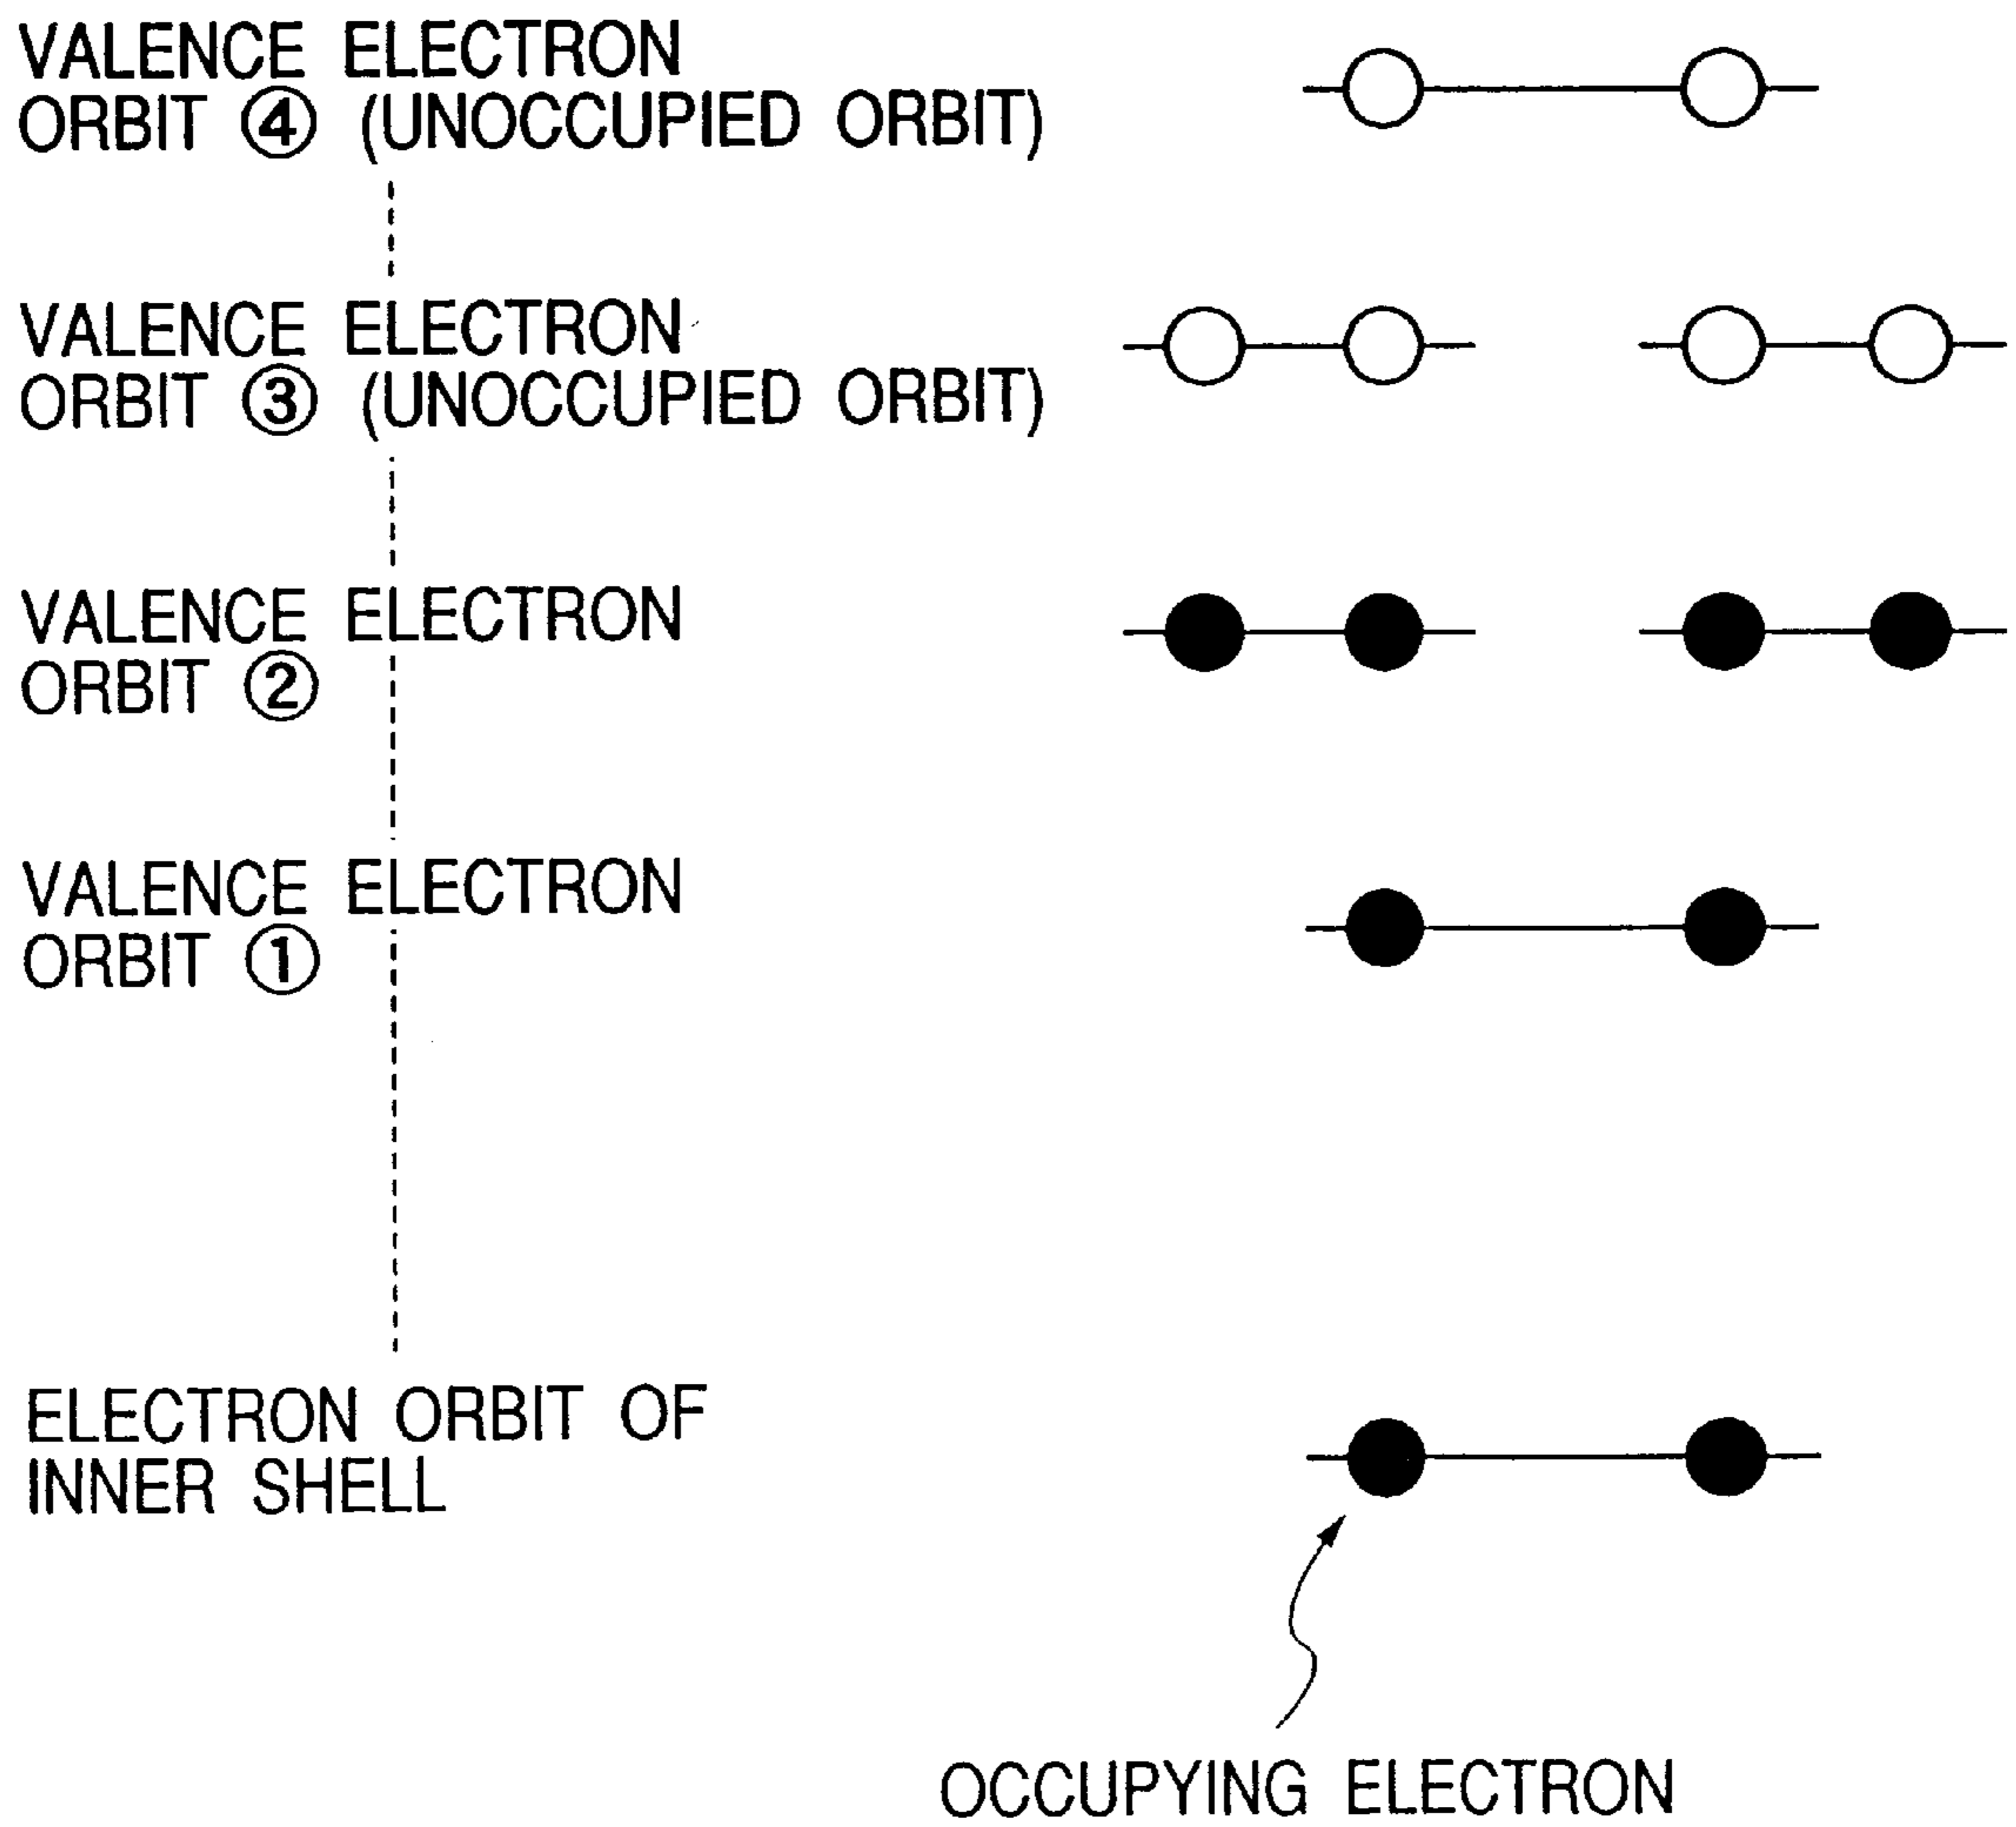 VALENCE ELECTRON
ORBIT ④ (UNOCCUPIED ORBIT)
VALENCE ELECTRON
ORBIT ③ (UNOCCUPIED ORBIT)
VALENCE ELECTRON
ORBIT ②
VALENCE ELECTRON
ORBIT ①
ELECTRON ORBIT OF
INNER SHELL
OCCUPYING ELECTRON